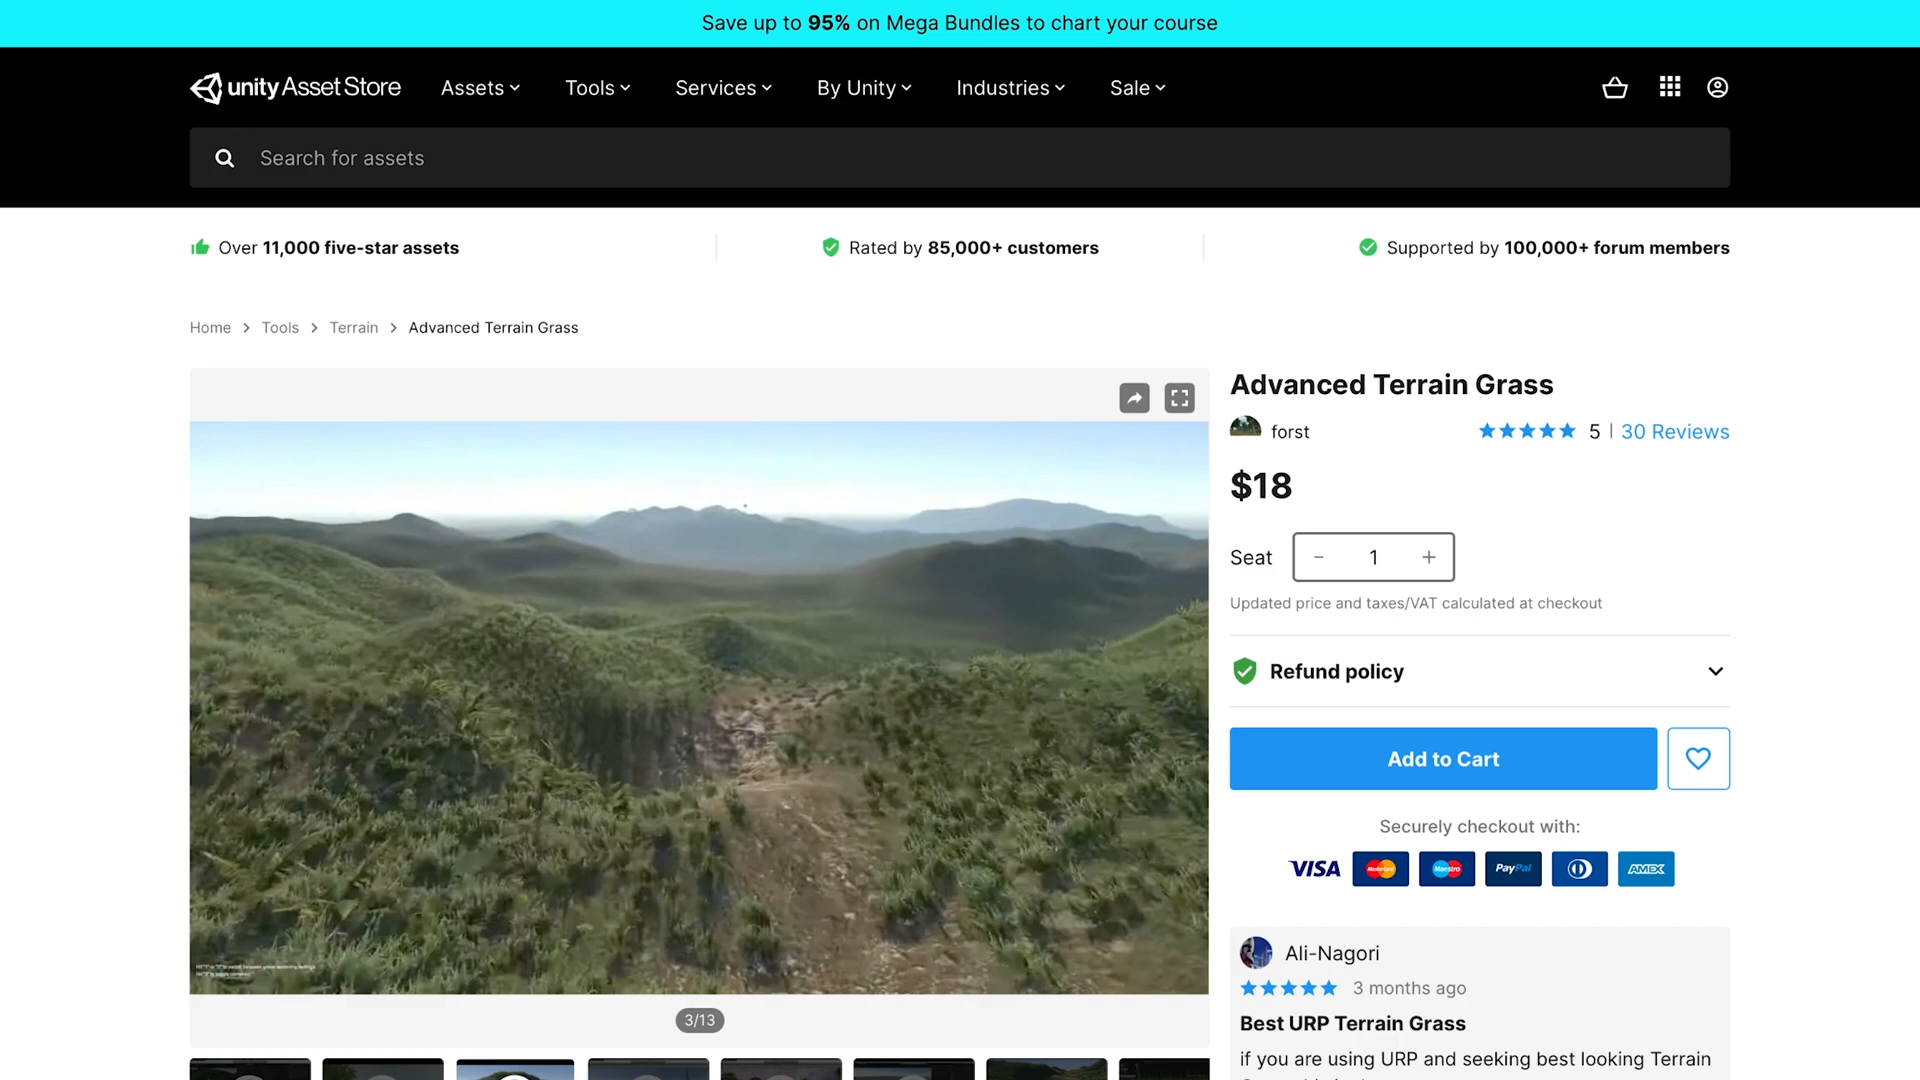 Save up to 95% on Mega Bundles to chart your course
unity Asset Store
Assets
Tools
Services
By Unity
Industries
Sale
Search for assets
Over 11,000 five-star assets
Rated by 85,000+ customers
Supported by 100,000+ forum members
Home > Tools > Terrain > Advanced Terrain Grass
Advanced Terrain Grass
forst
5 | 30 Reviews
$18
Seat
- 1 +
Updated price and taxes/VAT calculated at checkout
Refund policy
Add to Cart
Securely checkout with:
VISA MasterCard Maestro PayPal AMEX
3/13
Ali-Nagori
3 months ago
Best URP Terrain Grass
if you are using URP and seeking best looking Terrain